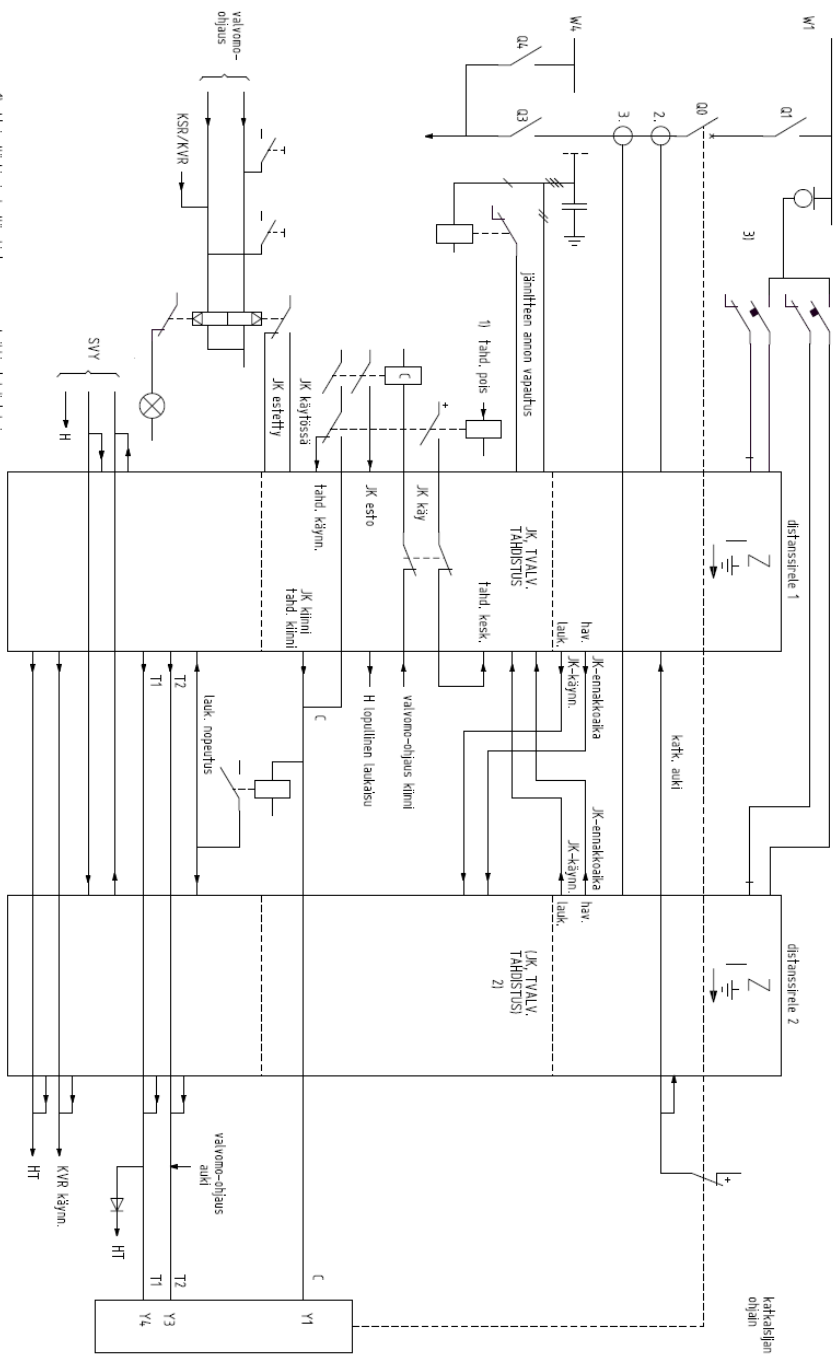 W1
Q1
Q0
W4
Q4
Q3
2.
3.
3)
valvomo-
ohjaus
KSR/KVR
SVY
H
jännitteen annon vapautus
1) tahd. pois
C
+
JK käytössä
JK estetty
distanssirele 1
Z
I
JK, TVALV.
TAHDISTUS
hav.
lauk.
tahd. kesk.
JK käy
JK esto
tahd. käynn.
JK kiinni
tahd. kiinni
katk. auki
JK-ennakkoaika
JK-käynn.
JK-ennakkoaika
JK-käynn.
valvomo-ohjaus kiinni
H lopullinen laukaisu
C
lauk. nopeutus
T2
T1
distanssirele 2
Z
I
hav.
lauk.
(JK, TVALV.
TAHDISTUS)
2)
+
valvomo-ohjaus
auki
HT
KVR käynn.
HT
C
T2
T1
Y1
Y3
Y4
katkaisijan
ohjain